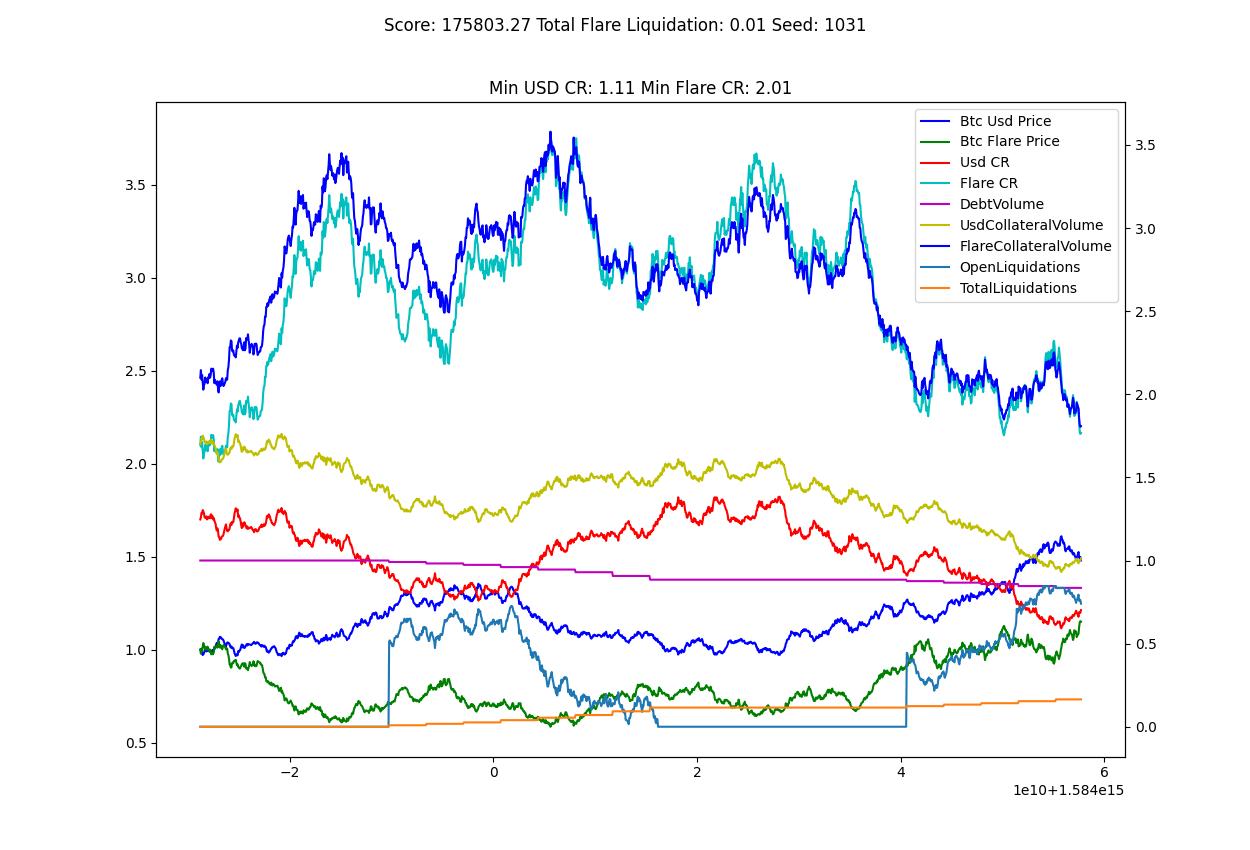 Score: 175803.27 Total Flare Liquidation: 0.01 Seed: 1031
Min USD CR: 1.11 Min Flare CR: 2.01
Btc Usd Price
Btc Flare Price
Usd CR
Flare CR
DebtVolume
UsdCollateralVolume
FlareCollateralVolume
OpenLiquidations
TotalLiquidations
3.5
3.0
2.5
2.0
1.5
1.0
0.5
3.5
3.0
2.5
2.0
1.5
1.0
0.5
0.0
−2 0 2 4 6
1e10+1.584e15